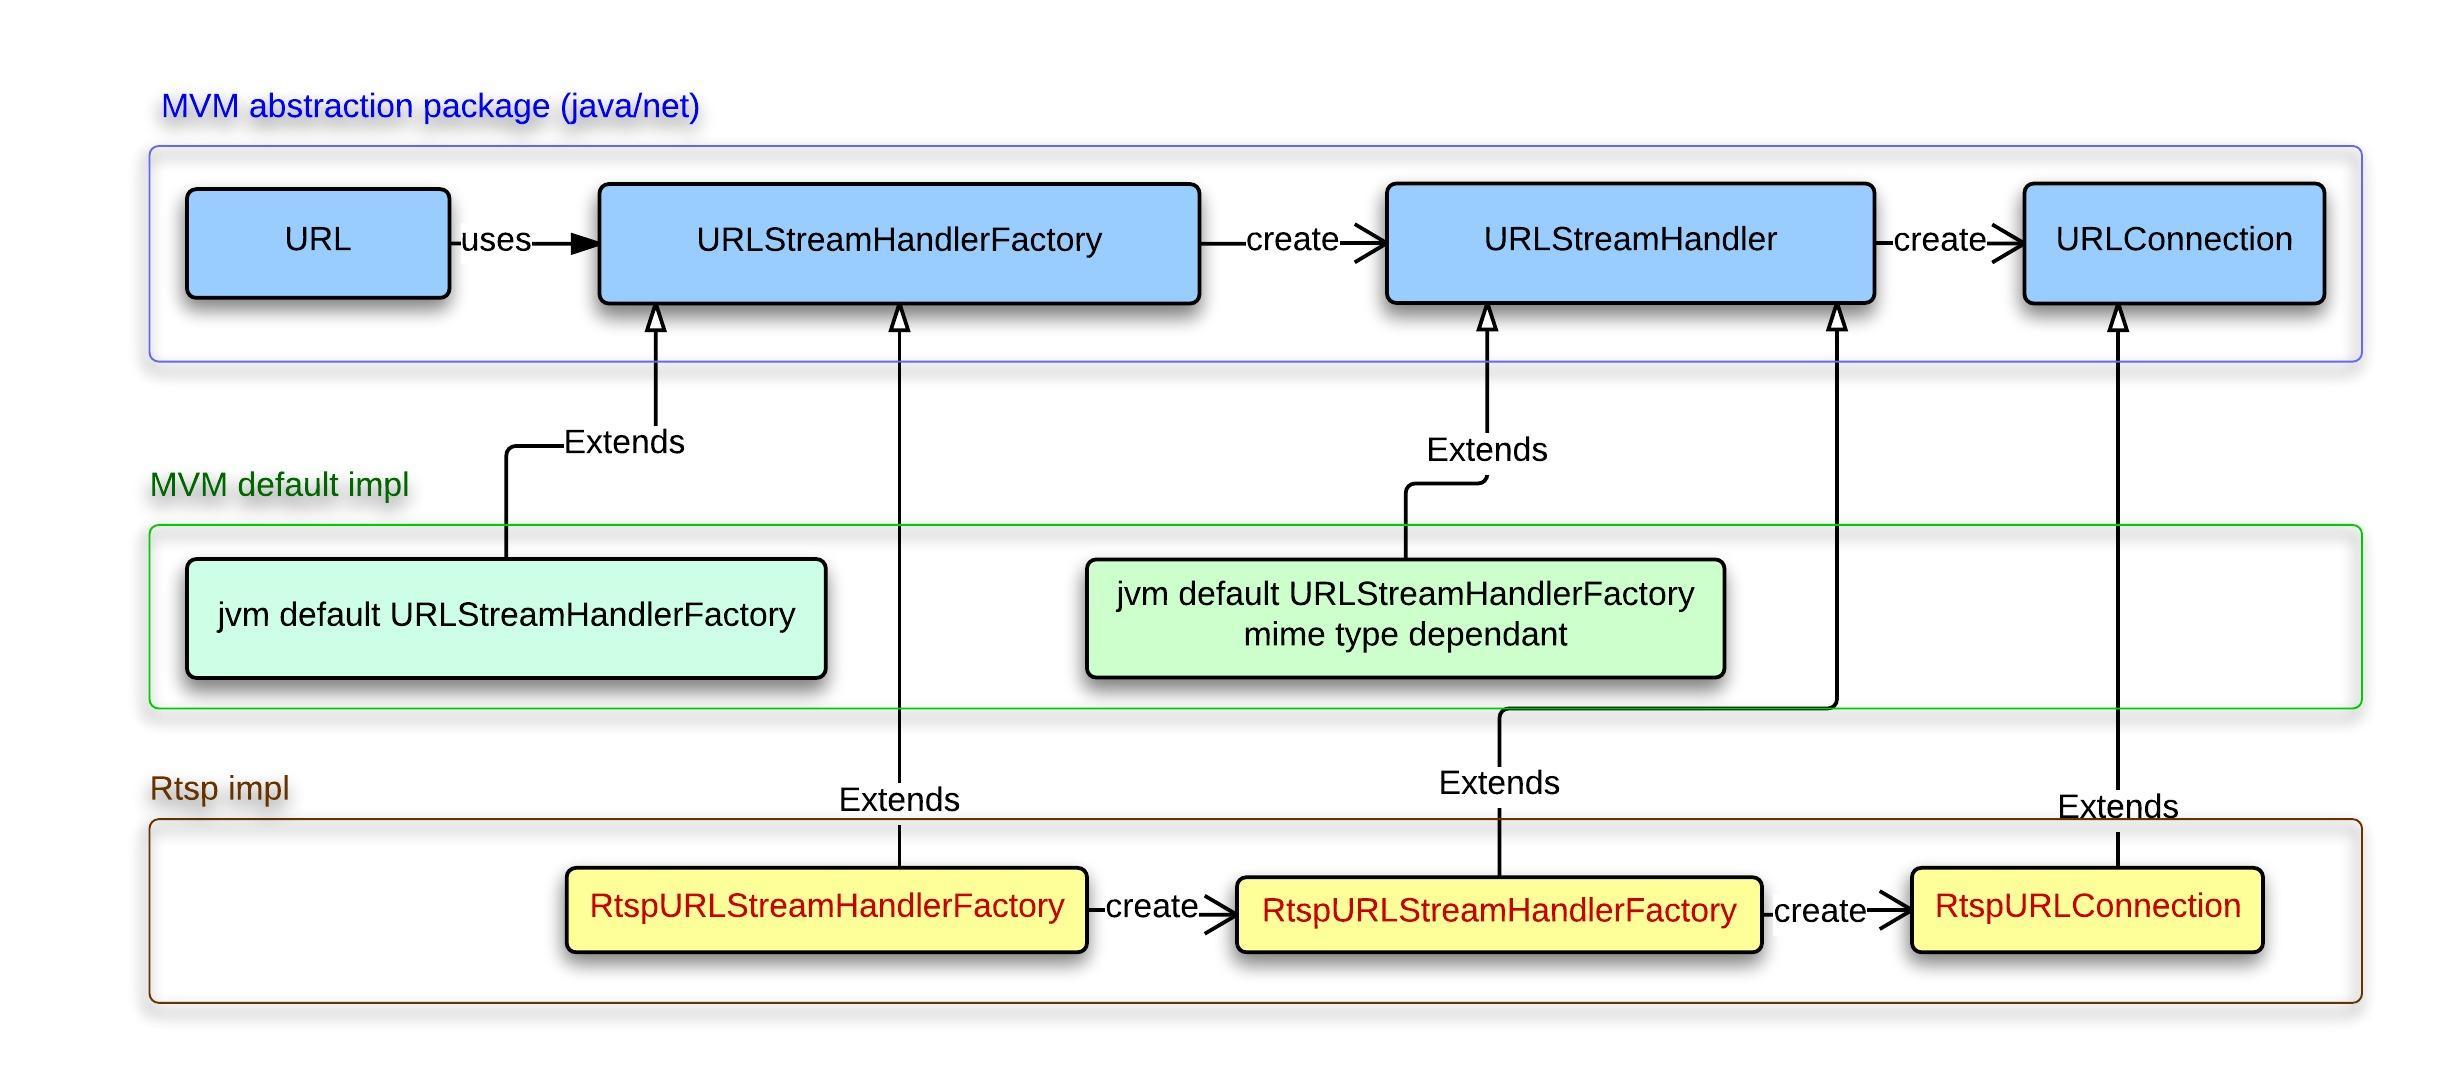 MVM abstraction package (java/net)
URL
uses
URLStreamHandlerFactory
create
URLStreamHandler
create
URLConnection
Extends
Extends
MVM default impl
jvm default URLStreamHandlerFactory
jvm default URLStreamHandlerFactory
mime type dependant
Rtsp impl
Extends
Extends
Extends
RtspURLStreamHandlerFactory
create
RtspURLStreamHandlerFactory
create
RtspURLConnection